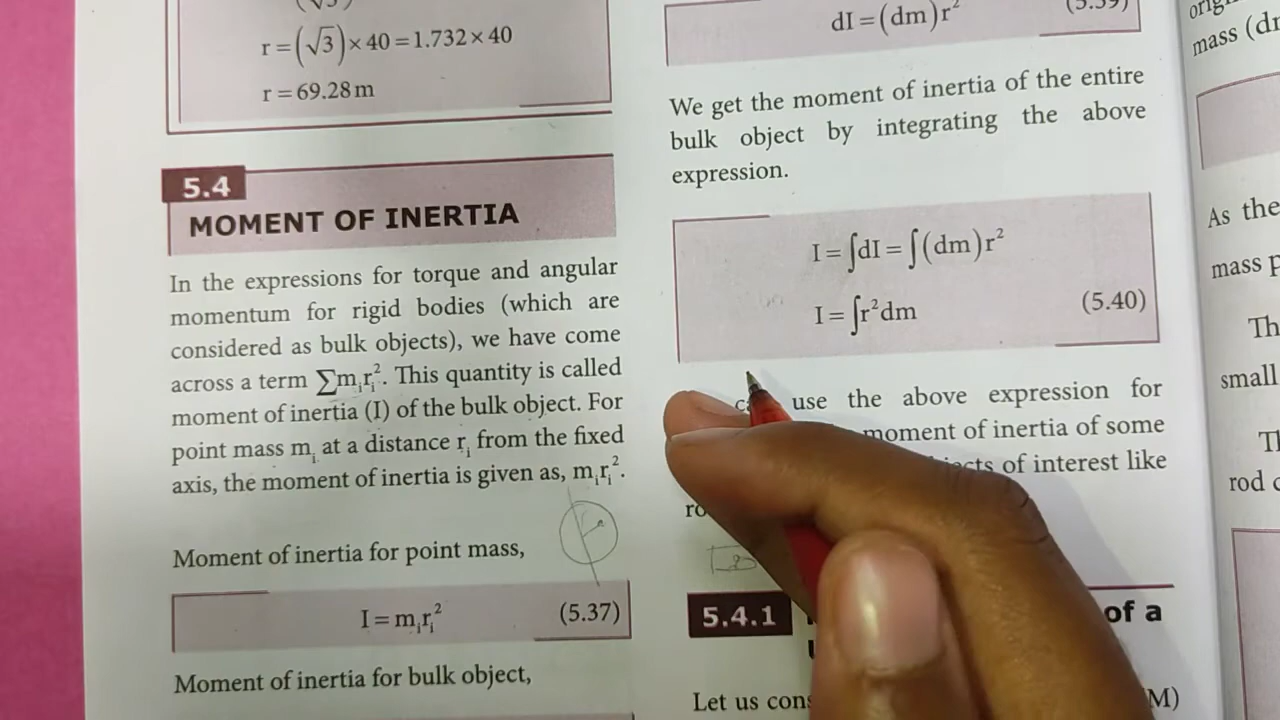 r = (√3) × 40 = 1.732 × 40
r = 69.28 m
5.4
MOMENT OF INERTIA
In the expressions for torque and angular
momentum for rigid bodies (which are
considered as bulk objects), we have come
across a term ∑mᵢrᵢ². This quantity is called
moment of inertia (I) of the bulk object. For
point mass mᵢ at a distance rᵢ from the fixed
axis, the moment of inertia is given as, mᵢrᵢ².
Moment of inertia for point mass,
I = mᵢrᵢ² (5.37)
Moment of inertia for bulk object,
dI = (dm)r² (5.39)
We get the moment of inertia of the entire
bulk object by integrating the above
expression.
I = ∫dI = ∫(dm)r²
I = ∫r²dm (5.40)
use the above expression for
moment of inertia of some
of interest like
5.4.1 of a
Let us M)
mass
As the
mass
small
rod